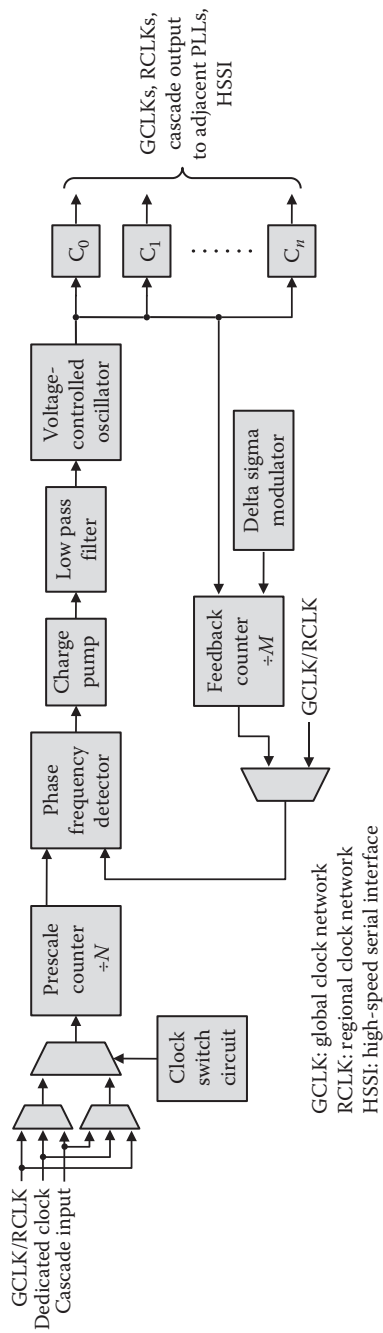 GCLK/RCLK
Dedicated clock
Cascade input
Clock
switch
circuit
Prescale
counter
÷N
Phase
frequency
detector
Charge
pump
Low pass
filter
Voltage-
controlled
oscillator
C0
C1
. . . . . .
Cn
GCLKs, RCLKs,
cascade output
to adjacent PLLs,
HSSI
Feedback
counter
÷M
Delta sigma
modulator
GCLK/RCLK
GCLK: global clock network
RCLK: regional clock network
HSSI: high-speed serial interface